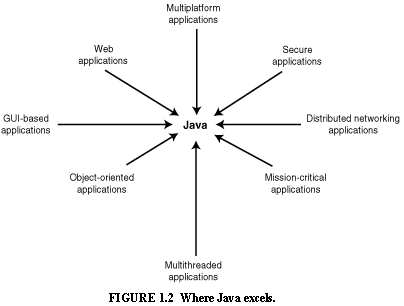 Multiplatform
applications
Web
applications
Secure
applications
GUI-based
applications
Java
Distributed networking
applications
Object-oriented
applications
Mission-critical
applications
Multithreaded
applications
FIGURE 1.2 Where Java excels.